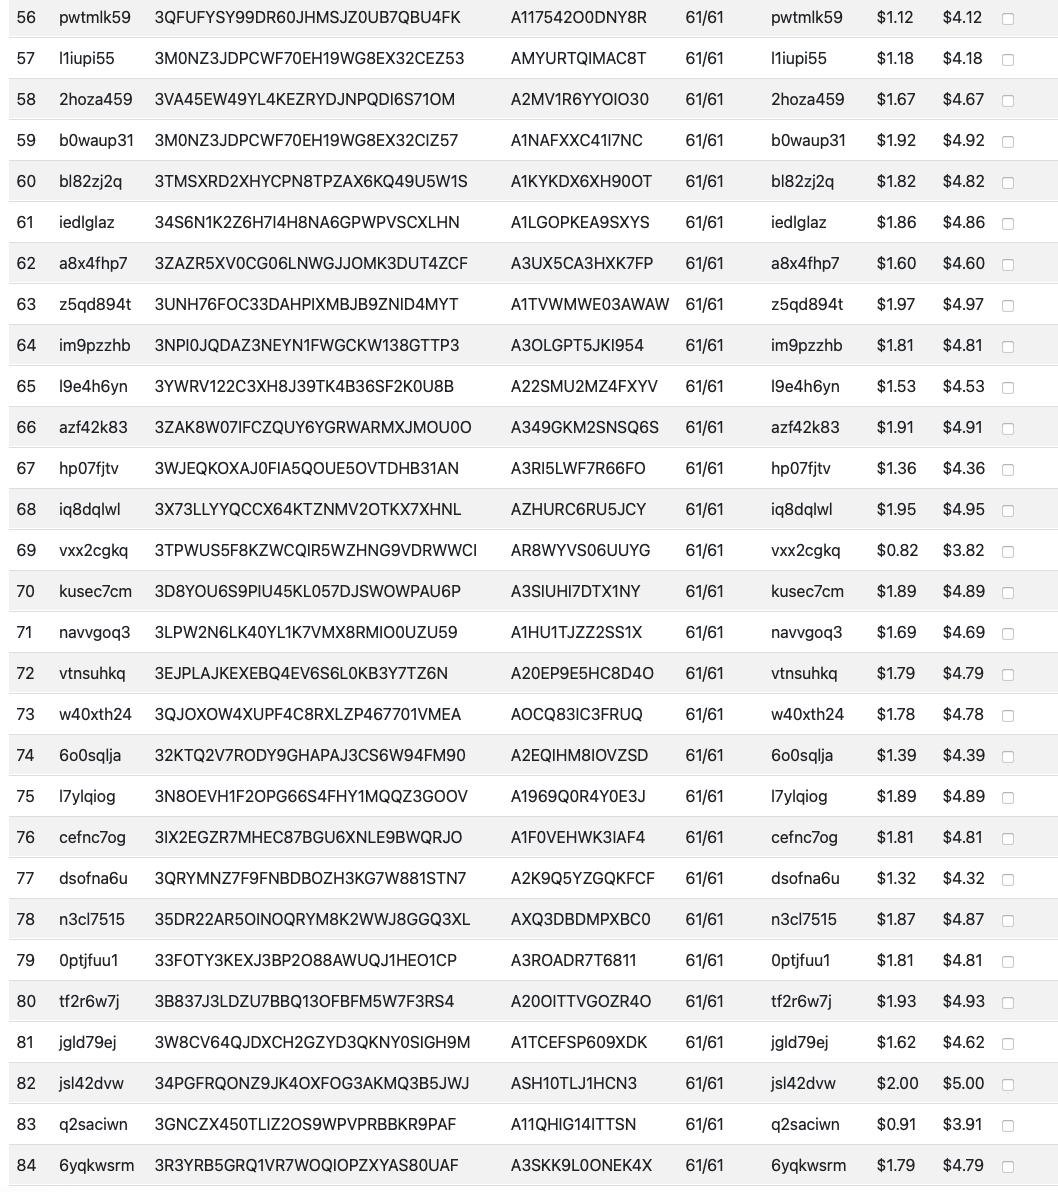 56 pwtmlk59 3QFUFYSY99DR60JHMSJZ0UB7QBU4FK A117542O0DNY8R 61/61 pwtmlk59 $1.12 $4.12
57 l1iupi55 3M0NZ3JDPCWF70EH19WG8EX32CEZ53 AMYURTQIMAC8T 61/61 l1iupi55 $1.18 $4.18
58 2hoza459 3VA45EW49YL4KEZRYDJNPQDI6S71OM A2MV1R6YYOIO30 61/61 2hoza459 $1.67 $4.67
59 b0waup31 3M0NZ3JDPCWF70EH19WG8EX32CIZ57 A1NAFXXC41I7NC 61/61 b0waup31 $1.92 $4.92
60 bl82zj2q 3TMSXRD2XHYCPN8TPZAX6KQ49U5W1S A1KYKDX6XH90OT 61/61 bl82zj2q $1.82 $4.82
61 iedlglaz 34S6N1K2Z6H7I4H8NA6GPWPVSCXLHN A1LGOPKEA9SXYS 61/61 iedlglaz $1.86 $4.86
62 a8x4fhp7 3ZAZR5XV0CG06LNWGJJOMK3DUT4ZCF A3UX5CA3HXK7FP 61/61 a8x4fhp7 $1.60 $4.60
63 z5qd894t 3UNH76FOC33DAHPIXMBJB9ZNID4MYT A1TVWMWE03AWAW 61/61 z5qd894t $1.97 $4.97
64 im9pzzhb 3NPI0JQDAZ3NEYN1FWGCKW138GTTP3 A3OLGPT5JKI954 61/61 im9pzzhb $1.81 $4.81
65 l9e4h6yn 3YWRV122C3XH8J39TK4B36SF2K0U8B A22SMU2MZ4FXYV 61/61 l9e4h6yn $1.53 $4.53
66 azf42k83 3ZAK8W07IFCZQUY6YGRWARMXJMOU0O A349GKM2SNSQ6S 61/61 azf42k83 $1.91 $4.91
67 hp07fjtv 3WJEQKOXAJ0FIA5QOUE5OVTDHB31AN A3RI5LWF7R66FO 61/61 hp07fjtv $1.36 $4.36
68 iq8dqlwl 3X73LLYYQCCX64KTZNMV2OTKX7XHNL AZHURC6RU5JCY 61/61 iq8dqlwl $1.95 $4.95
69 vxx2cgkq 3TPWUS5F8KZWCQIR5WZHNG9VDRWWCI AR8WYVS06UUYG 61/61 vxx2cgkq $0.82 $3.82
70 kusec7cm 3D8YOU6S9PIU45KL057DJSWOWPAU6P A3SIUHI7DTX1NY 61/61 kusec7cm $1.89 $4.89
71 navvgoq3 3LPW2N6LK40YL1K7VMX8RMIO0UZU59 A1HU1TJZZ2SS1X 61/61 navvgoq3 $1.69 $4.69
72 vtnsuhkq 3EJPLAJKEXEBQ4EV6S6L0KB3Y7TZ6N A20EP9E5HC8D4O 61/61 vtnsuhkq $1.79 $4.79
73 w40xth24 3QJOXOW4XUPF4C8RXLZP467701VMEA AOCQ83IC3FRUQ 61/61 w40xth24 $1.78 $4.78
74 6o0sqlja 32KTQ2V7RODY9GHAPAJ3CS6W94FM90 A2EQIHM8IOVZSD 61/61 6o0sqlja $1.39 $4.39
75 l7ylqiog 3N8OEVH1F2OPG66S4FHY1MQQZ3GOOV A1969Q0R4Y0E3J 61/61 l7ylqiog $1.89 $4.89
76 cefnc7og 3IX2EGZR7MHEC87BGU6XNLE9BWQRJO A1F0VEHWK3IAF4 61/61 cefnc7og $1.81 $4.81
77 dsofna6u 3QRYMNZ7F9FNBDBOZH3KG7W881STN7 A2K9Q5YZGQKFCF 61/61 dsofna6u $1.32 $4.32
78 n3cl7515 35DR22AR5OINOQRYM8K2WWJ8GGQ3XL AXQ3DBDMPXBC0 61/61 n3cl7515 $1.87 $4.87
79 0ptjfuu1 33FOTY3KEXJ3BP2O88AWUQJ1HEO1CP A3ROADR7T6811 61/61 0ptjfuu1 $1.81 $4.81
80 tf2r6w7j 3B837J3LDZU7BBQ13OFBFM5W7F3RS4 A20OITTVGOZR4O 61/61 tf2r6w7j $1.93 $4.93
81 jgld79ej 3W8CV64QJDXCH2GZYD3QKNY0SIGH9M A1TCEFSP609XDK 61/61 jgld79ej $1.62 $4.62
82 jsl42dvw 34PGFRQONZ9JK4OXFOG3AKMQ3B5JWJ ASH10TLJ1HCN3 61/61 jsl42dvw $2.00 $5.00
83 q2saciwn 3GNCZX450TLIZ2OS9WPVPRBBKR9PAF A11QHIG14ITTSN 61/61 q2saciwn $0.91 $3.91
84 6yqkwsrm 3R3YRB5GRQ1VR7WOQIOPZXYAS80UAF A3SKK9L0ONEK4X 61/61 6yqkwsrm $1.79 $4.79